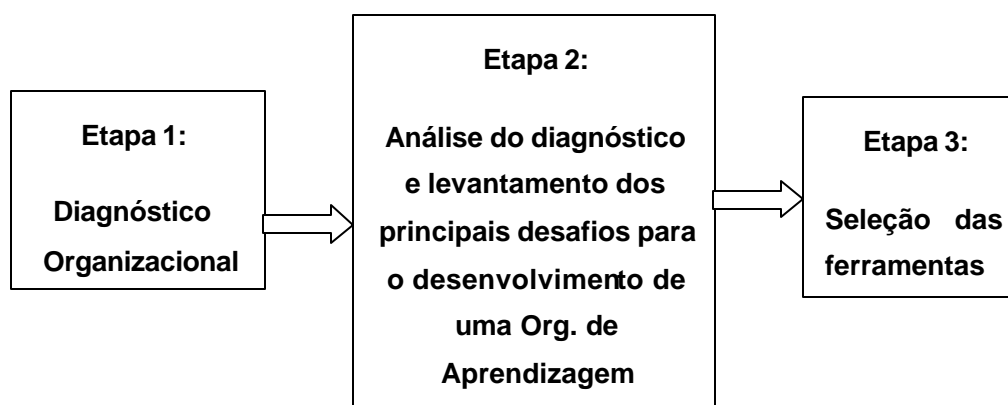 Etapa 1:
Diagnóstico
Organizacional
Etapa 2:
Análise do diagnóstico
e levantamento dos
principais desafios para
o desenvolvimento de
uma Org. de
Aprendizagem
Etapa 3:
Seleção das
ferramentas